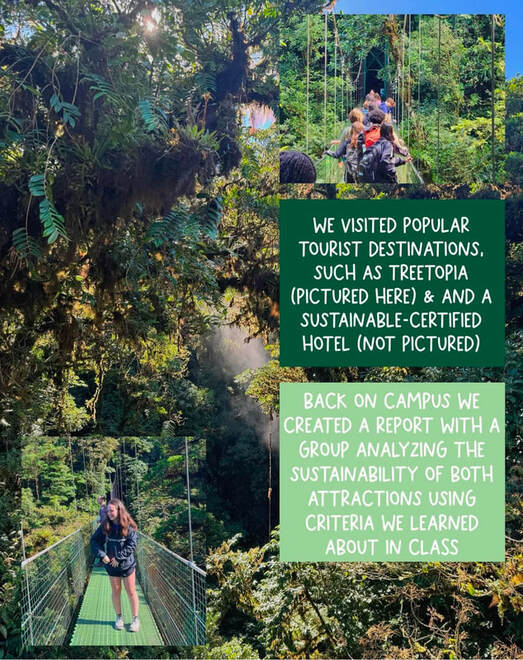 WE VISITED POPULAR
TOURIST DESTINATIONS,
SUCH AS TREETOPIA
(PICTURED HERE) & AND A
SUSTAINABLE-CERTIFIED
HOTEL (NOT PICTURED)
BACK ON CAMPUS WE
CREATED A REPORT WITH A
GROUP ANALYZING THE
SUSTAINABILITY OF BOTH
ATTRACTIONS USING
CRITERIA WE LEARNED
ABOUT IN CLASS